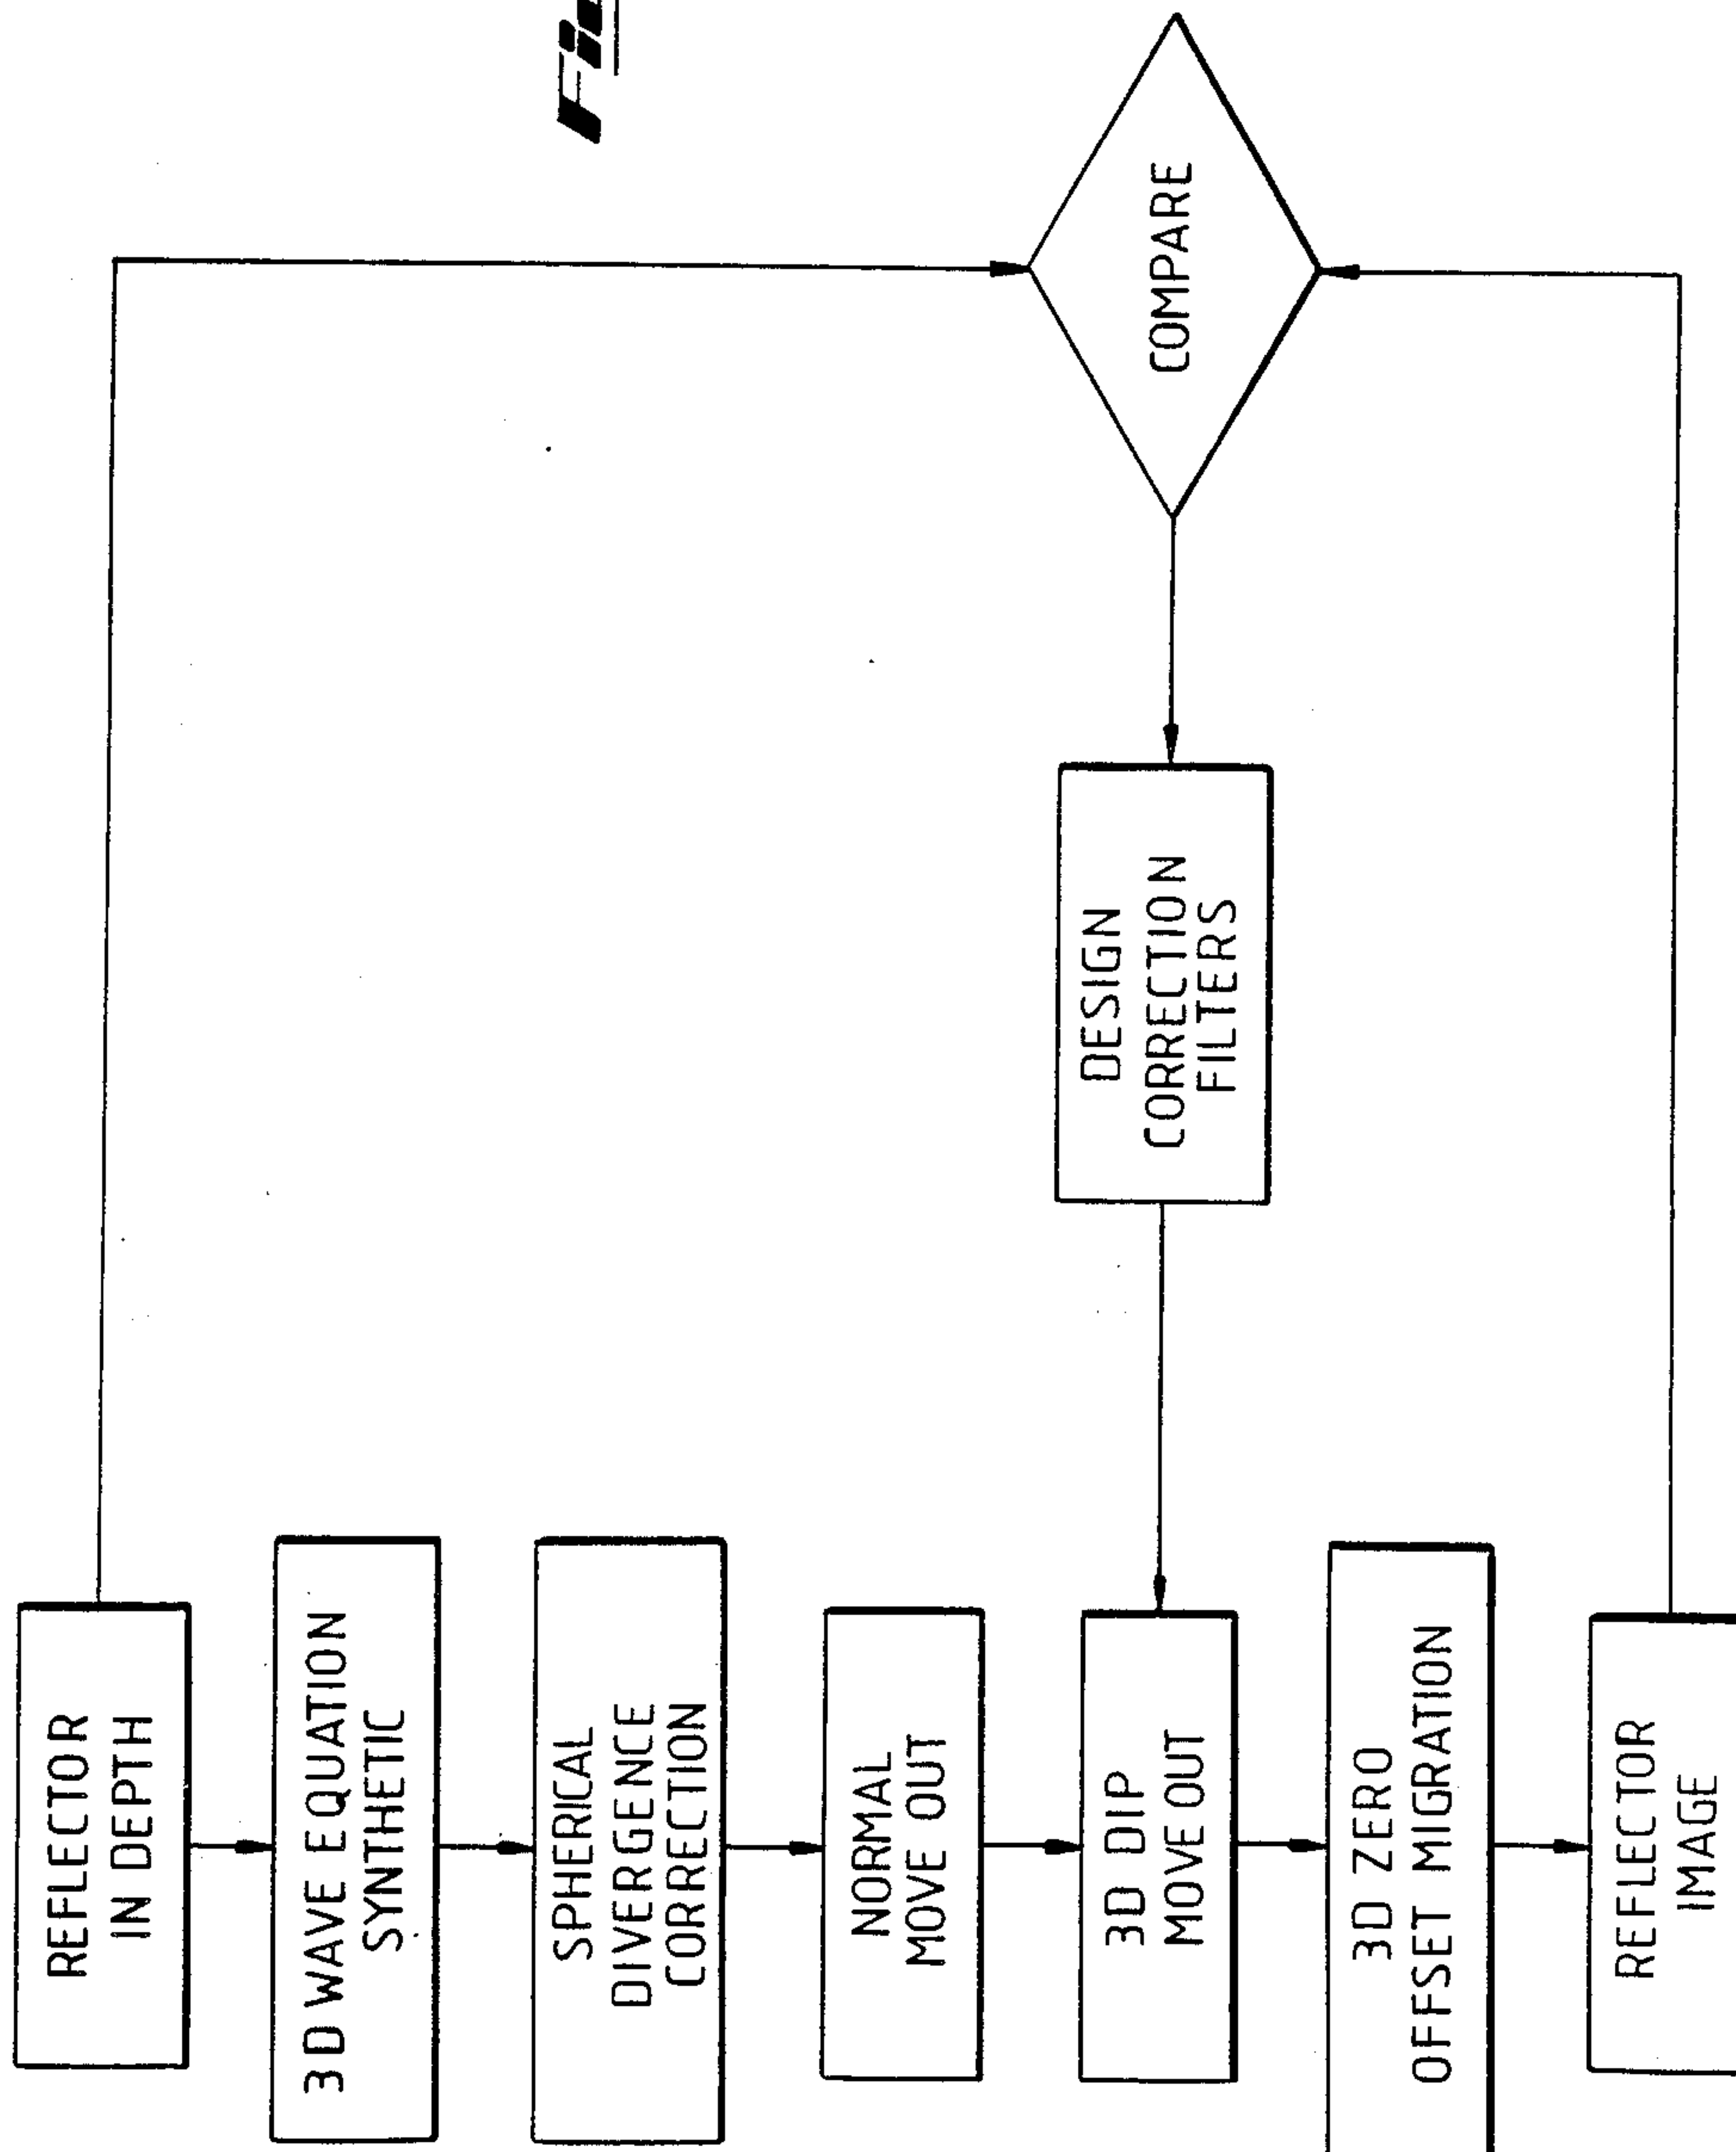 REFLECTOR
IN DEPTH
3D WAVE EQUATION
SYNTHETIC
SPHERICAL
DIVERGENCE
CORRECTION
NORMAL
MOVE OUT
3D DIP
MOVE OUT
3D ZERO
OFFSET MIGRATION
REFLECTOR
IMAGE
DESIGN
CORRECTION
FILTERS
COMPARE